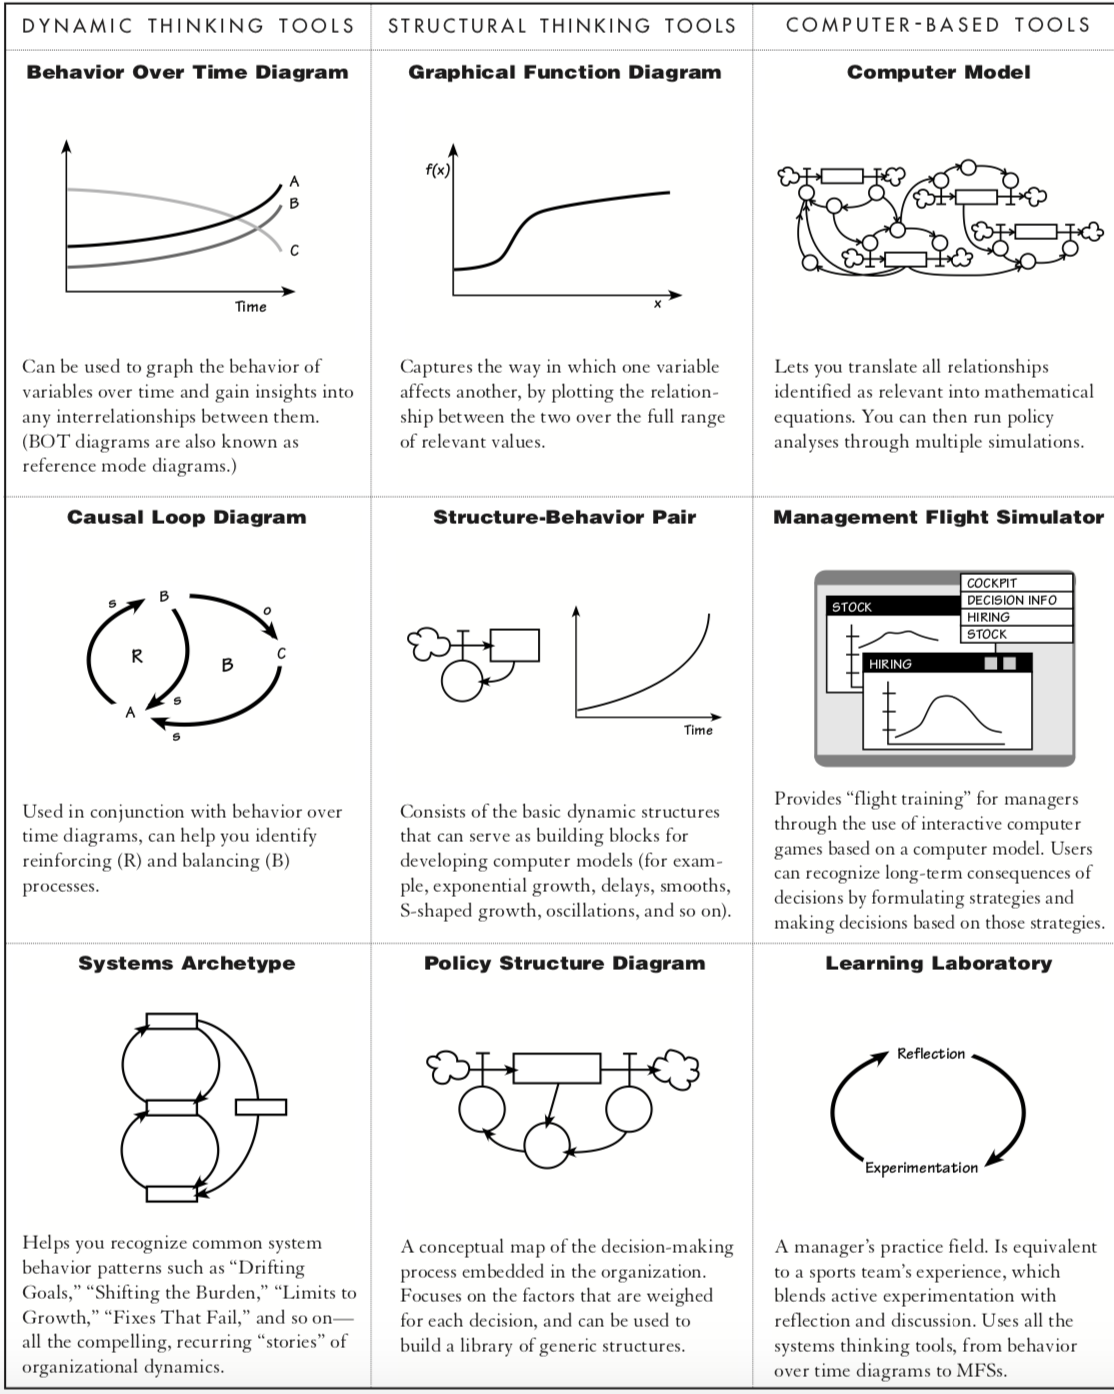 DYNAMIC THINKING TOOLS
STRUCTURAL THINKING TOOLS
COMPUTER-BASED TOOLS
Behavior Over Time Diagram
A
B
C
Time
Can be used to graph the behavior of
variables over time and gain insights into
any interrelationships between them.
(BOT diagrams are also known as
reference mode diagrams.)
Graphical Function Diagram
f(x)
x
Captures the way in which one variable
affects another, by plotting the relation-
ship between the two over the full range
of relevant values.
Computer Model
Lets you translate all relationships
identified as relevant into mathematical
equations. You can then run policy
analyses through multiple simulations.
Causal Loop Diagram
s
B
o
R
B
C
A
s
s
Used in conjunction with behavior over
time diagrams, can help you identify
reinforcing (R) and balancing (B)
processes.
Structure-Behavior Pair
Time
Consists of the basic dynamic structures
that can serve as building blocks for
developing computer models (for exam-
ple, exponential growth, delays, smooths,
S-shaped growth, oscillations, and so on).
Management Flight Simulator
COCKPIT
DECISION INFO
HIRING
STOCK
STOCK
HIRING
Provides “flight training” for managers
through the use of interactive computer
games based on a computer model. Users
can recognize long-term consequences of
decisions by formulating strategies and
making decisions based on those strategies.
Systems Archetype
Helps you recognize common system
behavior patterns such as “Drifting
Goals,” “Shifting the Burden,” “Limits to
Growth,” “Fixes That Fail,” and so on—
all the compelling, recurring “stories” of
organizational dynamics.
Policy Structure Diagram
A conceptual map of the decision-making
process embedded in the organization.
Focuses on the factors that are weighed
for each decision, and can be used to
build a library of generic structures.
Learning Laboratory
Reflection
Experimentation
A manager’s practice field. Is equivalent
to a sports team’s experience, which
blends active experimentation with
reflection and discussion. Uses all the
systems thinking tools, from behavior
over time diagrams to MFSs.